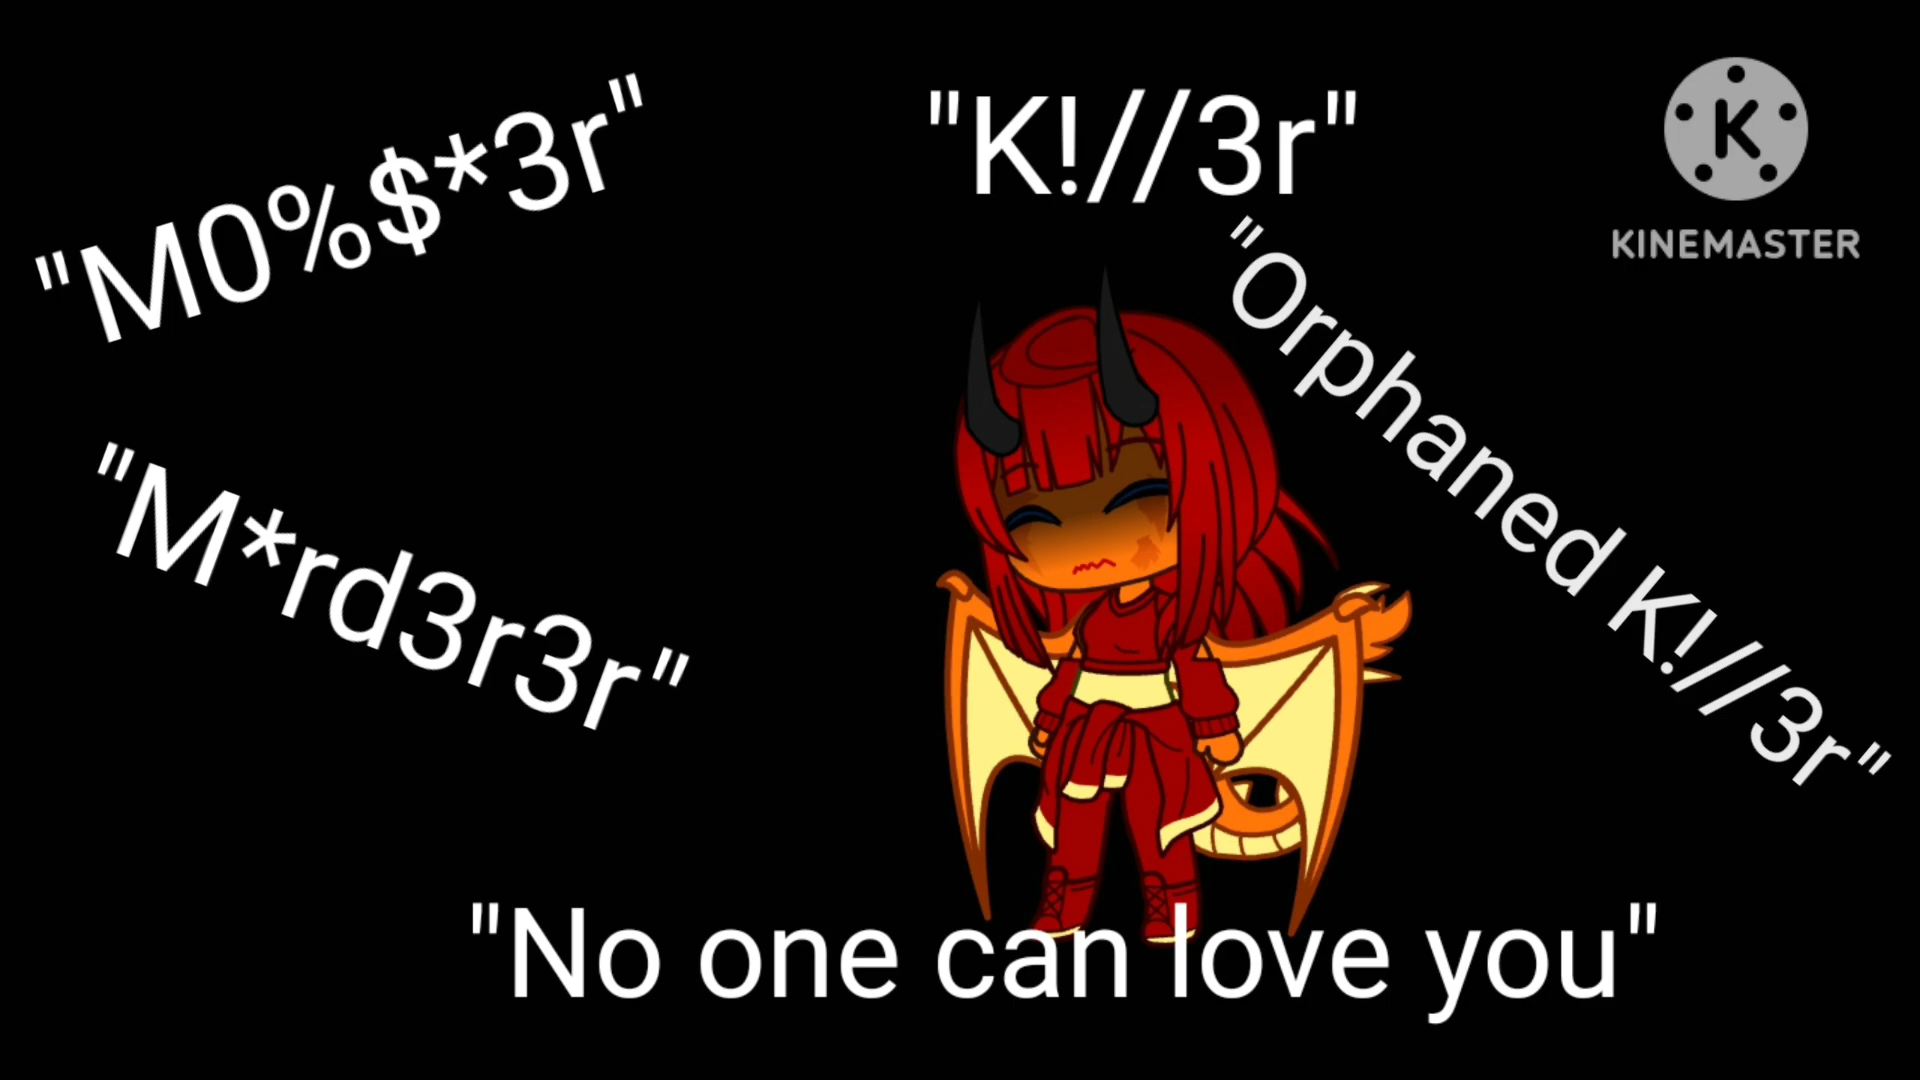 "M0%$*3r"
"K!//3r"
K
KINEMASTER
"Orphaned K!//3r"
"M*rd3r3r"
"No one can love you"